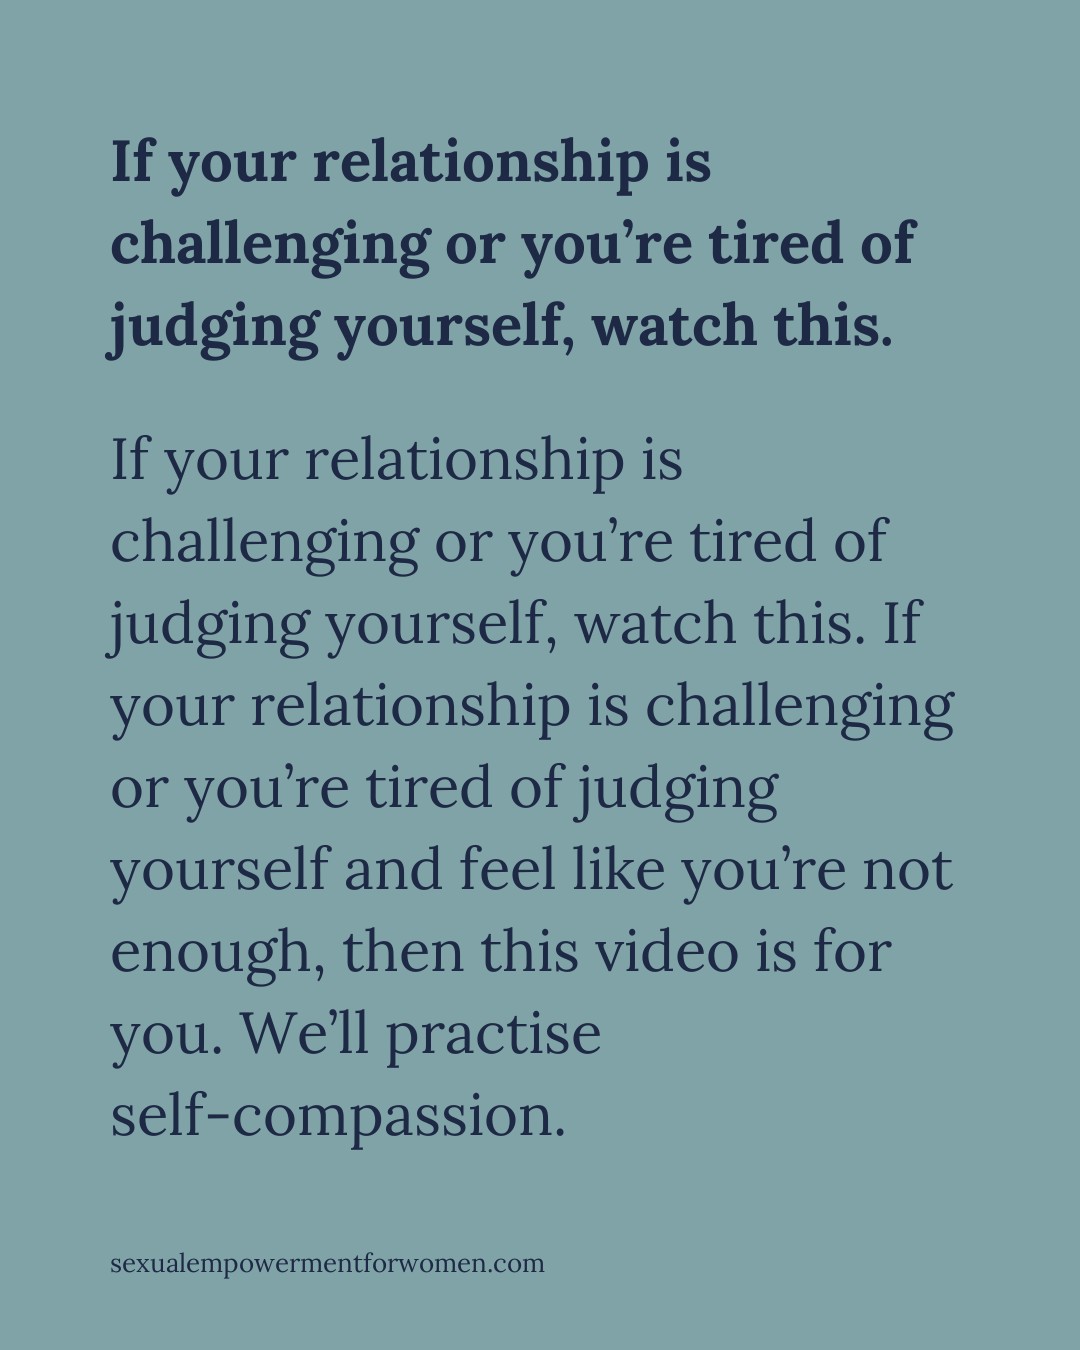 If your relationship is
challenging or you’re tired of
judging yourself, watch this.
If your relationship is
challenging or you’re tired of
judging yourself, watch this. If
your relationship is challenging
or you’re tired of judging
yourself and feel like you’re not
enough, then this video is for
you. We’ll practise
self-compassion.
sexualempowermentforwomen.com